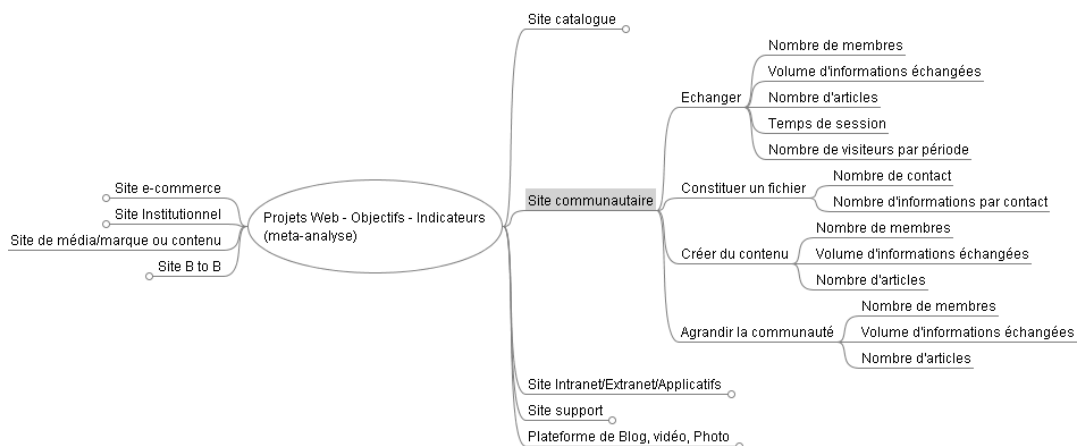 Projets Web - Objectifs - Indicateurs
(meta-analyse)
Site e-commerce
Site Institutionnel
Site de média/marque ou contenu
Site B to B
Site catalogue
Site communautaire
Echanger
Nombre de membres
Volume d'informations échangées
Nombre d'articles
Temps de session
Nombre de visiteurs par période
Constituer un fichier
Nombre de contact
Nombre d'informations par contact
Créer du contenu
Nombre de membres
Volume d'informations échangées
Nombre d'articles
Agrandir la communauté
Nombre de membres
Volume d'informations échangées
Nombre d'articles
Site Intranet/Extranet/Applicatifs
Site support
Plateforme de Blog, vidéo, Photo